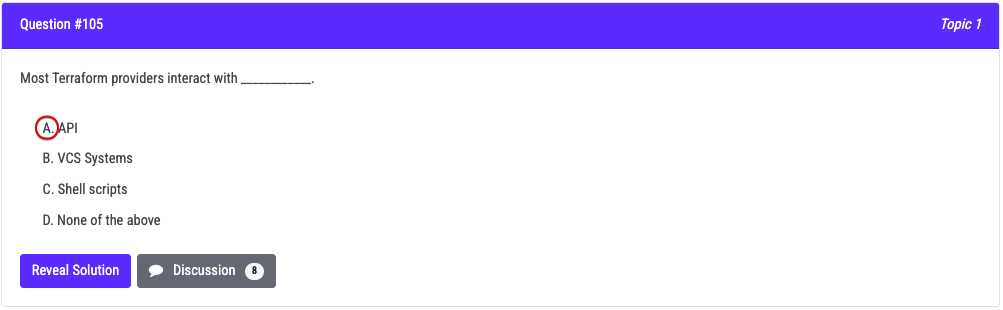 Question #105 Topic 1
Most Terraform providers interact with ____________.
A. API
B. VCS Systems
C. Shell scripts
D. None of the above
Reveal Solution Discussion 8